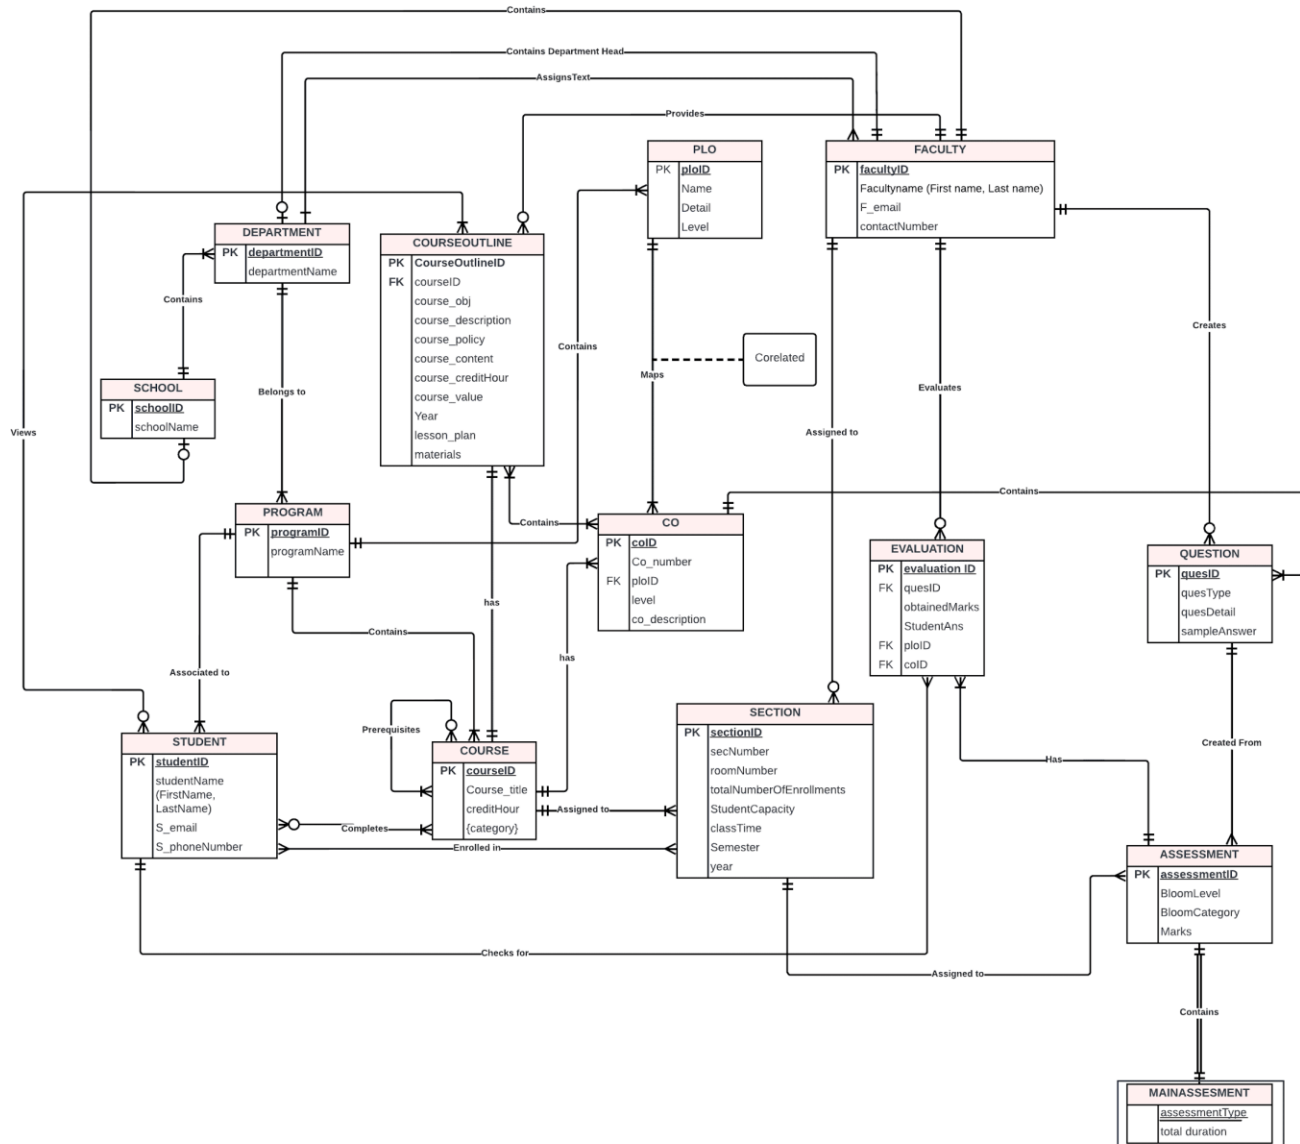 Contains
Contains Department Head
AssignsText
Provides
PLO
PK ploID
Name
Detail
Level
FACULTY
PK facultyID
Facultyname (First name, Last name)
F_email
contactNumber
DEPARTMENT
PK departmentID
departmentName
COURSEOUTLINE
PK CourseOutlineID
FK courseID
course_obj
course_description
course_policy
course_content
course_creditHour
course_value
Year
lesson_plan
materials
Contains
Creates
Contains
Corelated
Maps
SCHOOL
PK schoolID
schoolName
Belongs to
Evaluates
Views
Assigned to
Contains
PROGRAM
PK programID
programName
Contains
CO
PK coID
Co_number
FK ploID
level
co_description
EVALUATION
PK evaluation ID
FK quesID
obtainedMarks
StudentAns
FK ploID
FK coID
QUESTION
PK quesID
quesType
quesDetail
sampleAnswer
has
Contains
has
Associated to
Prerequisites
STUDENT
PK studentID
studentName
(FirstName,
LastName)
S_email
S_phoneNumber
COURSE
PK courseID
Course_title
creditHour
{category}
SECTION
PK sectionID
secNumber
roomNumber
totalNumberOfEnrollments
StudentCapacity
classTime
Semester
year
Created From
Has
Assigned to
Completes
Enrolled in
ASSESSMENT
PK assessmentID
BloomLevel
BloomCategory
Marks
Checks for
Assigned to
Contains
MAINASSESMENT
assessmentType
total duration